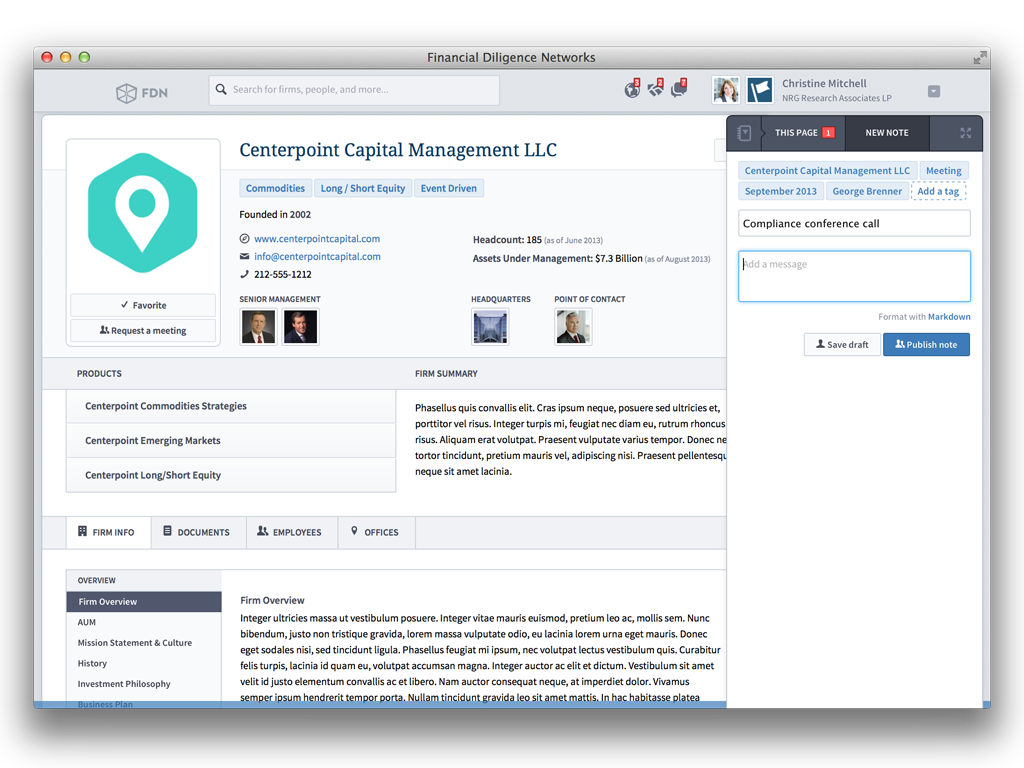 Financial Diligence Networks
FDN
Search for firms, people, and more...
3
2
7
Christine Mitchell
NRG Research Associates LP
Centerpoint Capital Management LLC
Commodities
Long / Short Equity
Event Driven
Founded in 2002
www.centerpointcapital.com
info@centerpointcapital.com
212-555-1212
Headcount: 185 (as of June 2013)
Assets Under Management: $7.3 Billion (as of August 2013)
SENIOR MANAGEMENT
HEADQUARTERS
POINT OF CONTACT
Favorite
Request a meeting
THIS PAGE 1
NEW NOTE
Centerpoint Capital Management LLC
Meeting
September 2013
George Brenner
Add a tag
Compliance conference call
Add a message
Format with Markdown
Save draft
Publish note
PRODUCTS
Centerpoint Commodities Strategies
Centerpoint Emerging Markets
Centerpoint Long/Short Equity
FIRM SUMMARY
Phasellus quis convallis elit. Cras ipsum neque, posuere sed ultricies et,
porttitor vel risus. Integer turpis mi, feugiat nec diam eu, rutrum rhoncus
risus. Aliquam erat volutpat. Praesent vulputate varius tempor. Donec ne
tortor tincidunt, pretium mauris vel, adipiscing nisi. Praesent pellentesqu
neque sit amet lacinia.
FIRM INFO
DOCUMENTS
EMPLOYEES
OFFICES
OVERVIEW
Firm Overview
AUM
Mission Statement & Culture
History
Investment Philosophy
Business Plan
Firm Overview
Integer ultricies massa ut vestibulum posuere. Integer vitae mauris euismod, pretium leo ac, mollis sem. Nunc
bibendum, justo non tristique gravida, lorem massa vulputate odio, eu lacinia lorem urna eget mauris. Donec
eget sodales nisi, sed tincidunt ligula. Phasellus feugiat mi ipsum, nec volutpat lectus vestibulum quis. Curabitur
felis turpis, lacinia id quam eu, volutpat accumsan magna. Integer auctor ac elit et dictum. Vestibulum sit amet
velit id justo elementum convallis ac et libero. Nam auctor consequat neque, at imperdiet dolor. Vivamus
semper ipsum hendrerit tempor porta. Nullam tincidunt gravida leo sit amet mattis. In hac habitasse platea